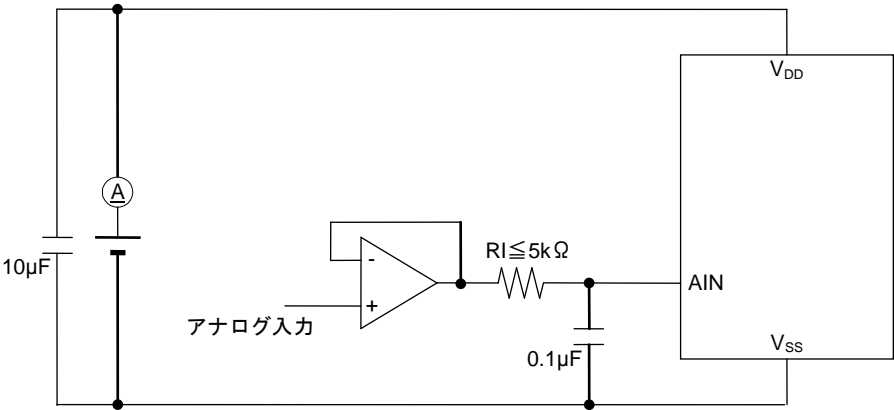 V_DD
A
10μF
-
+
アナログ入力
RI≦5kΩ
0.1μF
AIN
V_SS